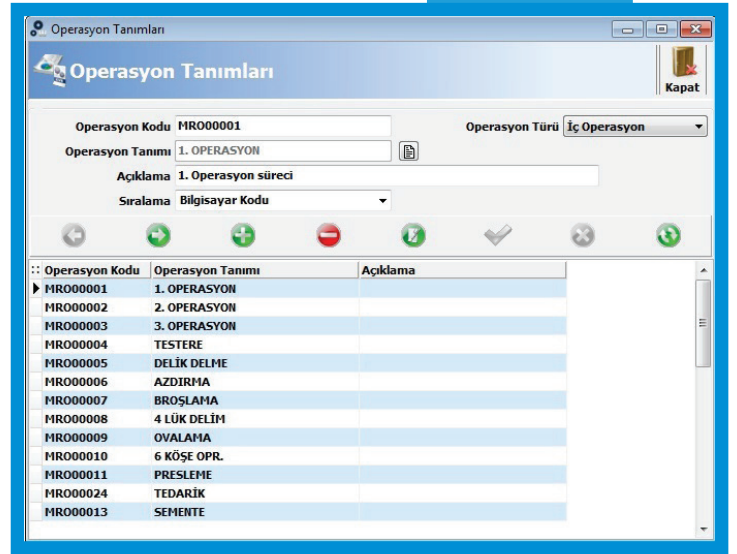 Operasyon Tanımları
Operasyon Tanımları
Kapat
Operasyon Kodu MRO00001 Operasyon Türü İç Operasyon
Operasyon Tanımı 1. OPERASYON
Açıklama 1. Operasyon süreci
Sıralama Bilgisayar Kodu
Operasyon Kodu Operasyon Tanımı Açıklama
MRO00001 1. OPERASYON
MRO00002 2. OPERASYON
MRO00003 3. OPERASYON
MRO00004 TESTERE
MRO00005 DELİK DELME
MRO00006 AZDIRMA
MRO00007 BROŞLAMA
MRO00008 4 LÜK DELİM
MRO00009 OVALAMA
MRO00010 6 KÖŞE OPR.
MRO00011 PRESLEME
MRO00024 TEDARİK
MRO00013 SEMENTE